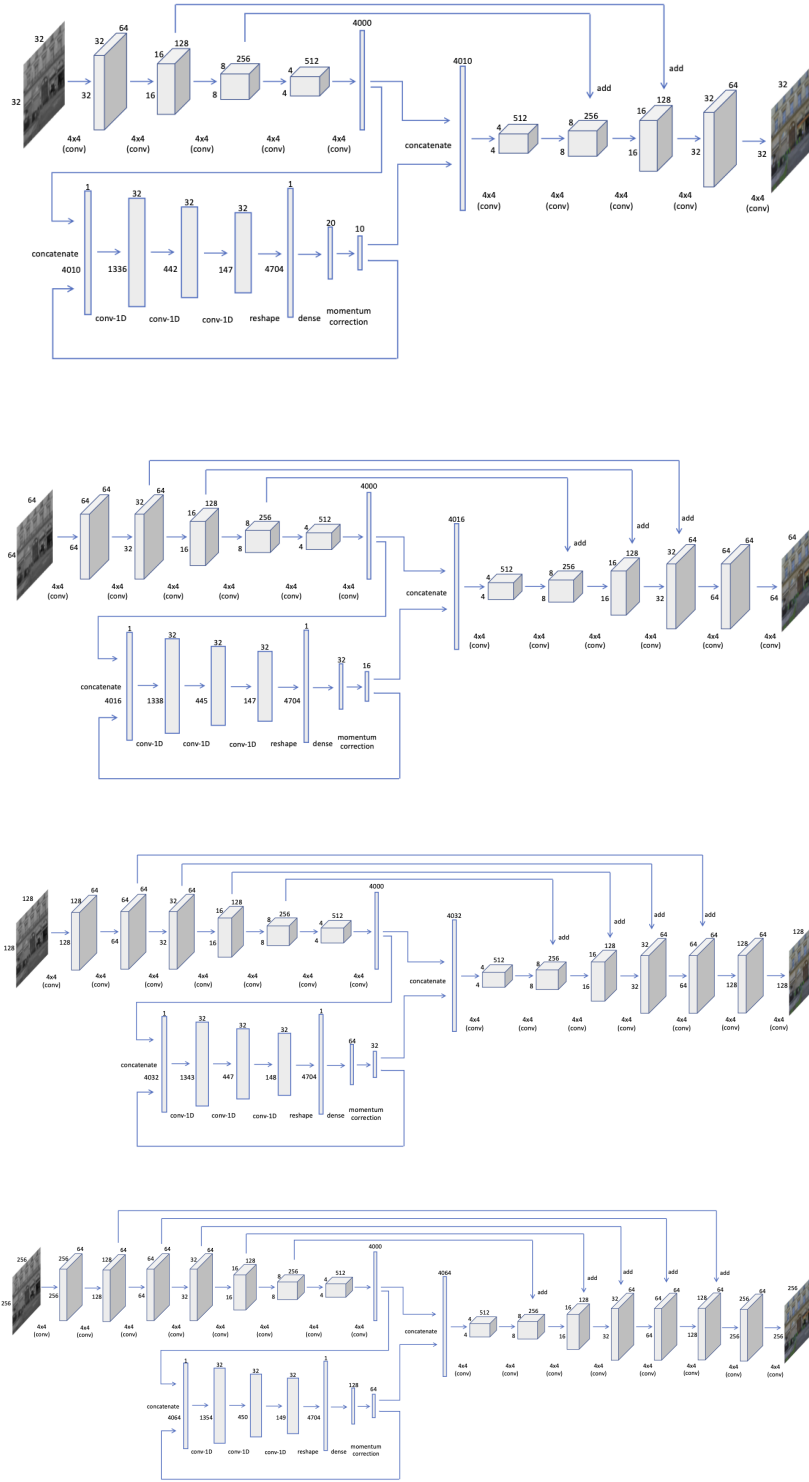 4000
64
32
32
128
16
256
8
512
4
32
32
16
8
4
4x4
(conv)
4x4
(conv)
4x4
(conv)
4x4
(conv)
4x4
(conv)
concatenate
4010
add
add
512
4
256
8
128
16
64
32
32
4
8
16
32
32
4x4
(conv)
4x4
(conv)
4x4
(conv)
4x4
(conv)
4x4
(conv)
1
32
32
32
1
20
10
concatenate
4010
1336
442
147
4704
conv-1D
conv-1D
conv-1D
reshape
dense
momentum
correction
4000
64
64
64
64
32
128
16
256
8
512
4
64
64
32
16
8
4
4x4
(conv)
4x4
(conv)
4x4
(conv)
4x4
(conv)
4x4
(conv)
4x4
(conv)
concatenate
4016
add
add
add
512
4
256
8
128
16
64
32
64
64
64
4
8
16
32
64
64
4x4
(conv)
4x4
(conv)
4x4
(conv)
4x4
(conv)
4x4
(conv)
4x4
(conv)
1
32
32
32
1
32
16
concatenate
4016
1338
445
147
4704
conv-1D
conv-1D
conv-1D
reshape
dense
momentum
correction
4000
128
64
128
64
64
64
32
128
16
256
8
512
4
128
128
64
32
16
8
4
4x4
(conv)
4x4
(conv)
4x4
(conv)
4x4
(conv)
4x4
(conv)
4x4
(conv)
4x4
(conv)
concatenate
4032
add
add
add
add
512
4
256
8
128
16
64
32
64
64
64
128
128
4
8
16
32
64
128
128
4x4
(conv)
4x4
(conv)
4x4
(conv)
4x4
(conv)
4x4
(conv)
4x4
(conv)
4x4
(conv)
1
32
32
32
1
64
32
concatenate
4032
1343
447
148
4704
conv-1D
conv-1D
conv-1D
reshape
dense
momentum
correction
4000
256
64
256
64
128
64
64
64
32
128
16
256
8
512
4
256
256
128
64
32
16
8
4
4x4
(conv)
4x4
(conv)
4x4
(conv)
4x4
(conv)
4x4
(conv)
4x4
(conv)
4x4
(conv)
4x4
(conv)
concatenate
4064
add
add
add
add
add
512
4
256
8
128
16
64
32
64
64
64
128
64
256
256
4
8
16
32
64
128
256
256
4x4
(conv)
4x4
(conv)
4x4
(conv)
4x4
(conv)
4x4
(conv)
4x4
(conv)
4x4
(conv)
4x4
(conv)
1
32
32
32
1
128
64
concatenate
4064
1354
450
149
4704
conv-1D
conv-1D
conv-1D
reshape
dense
momentum
correction